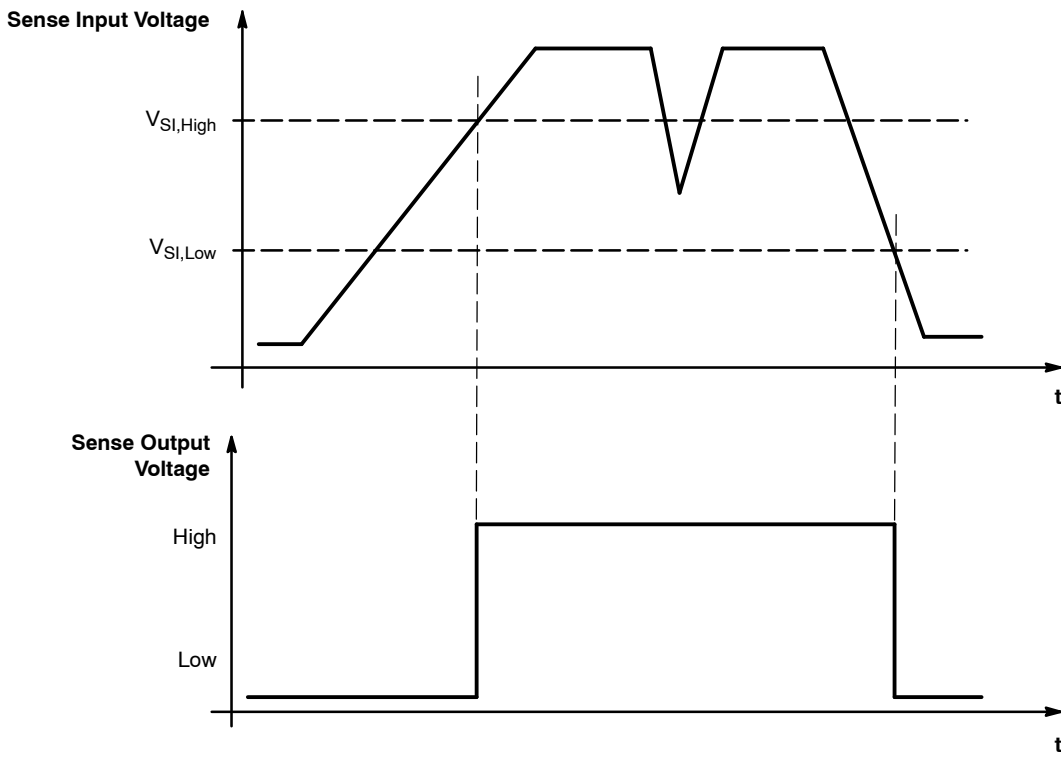 Sense Input Voltage
V_SI,High
V_SI,Low
t
Sense Output
Voltage
High
Low
t